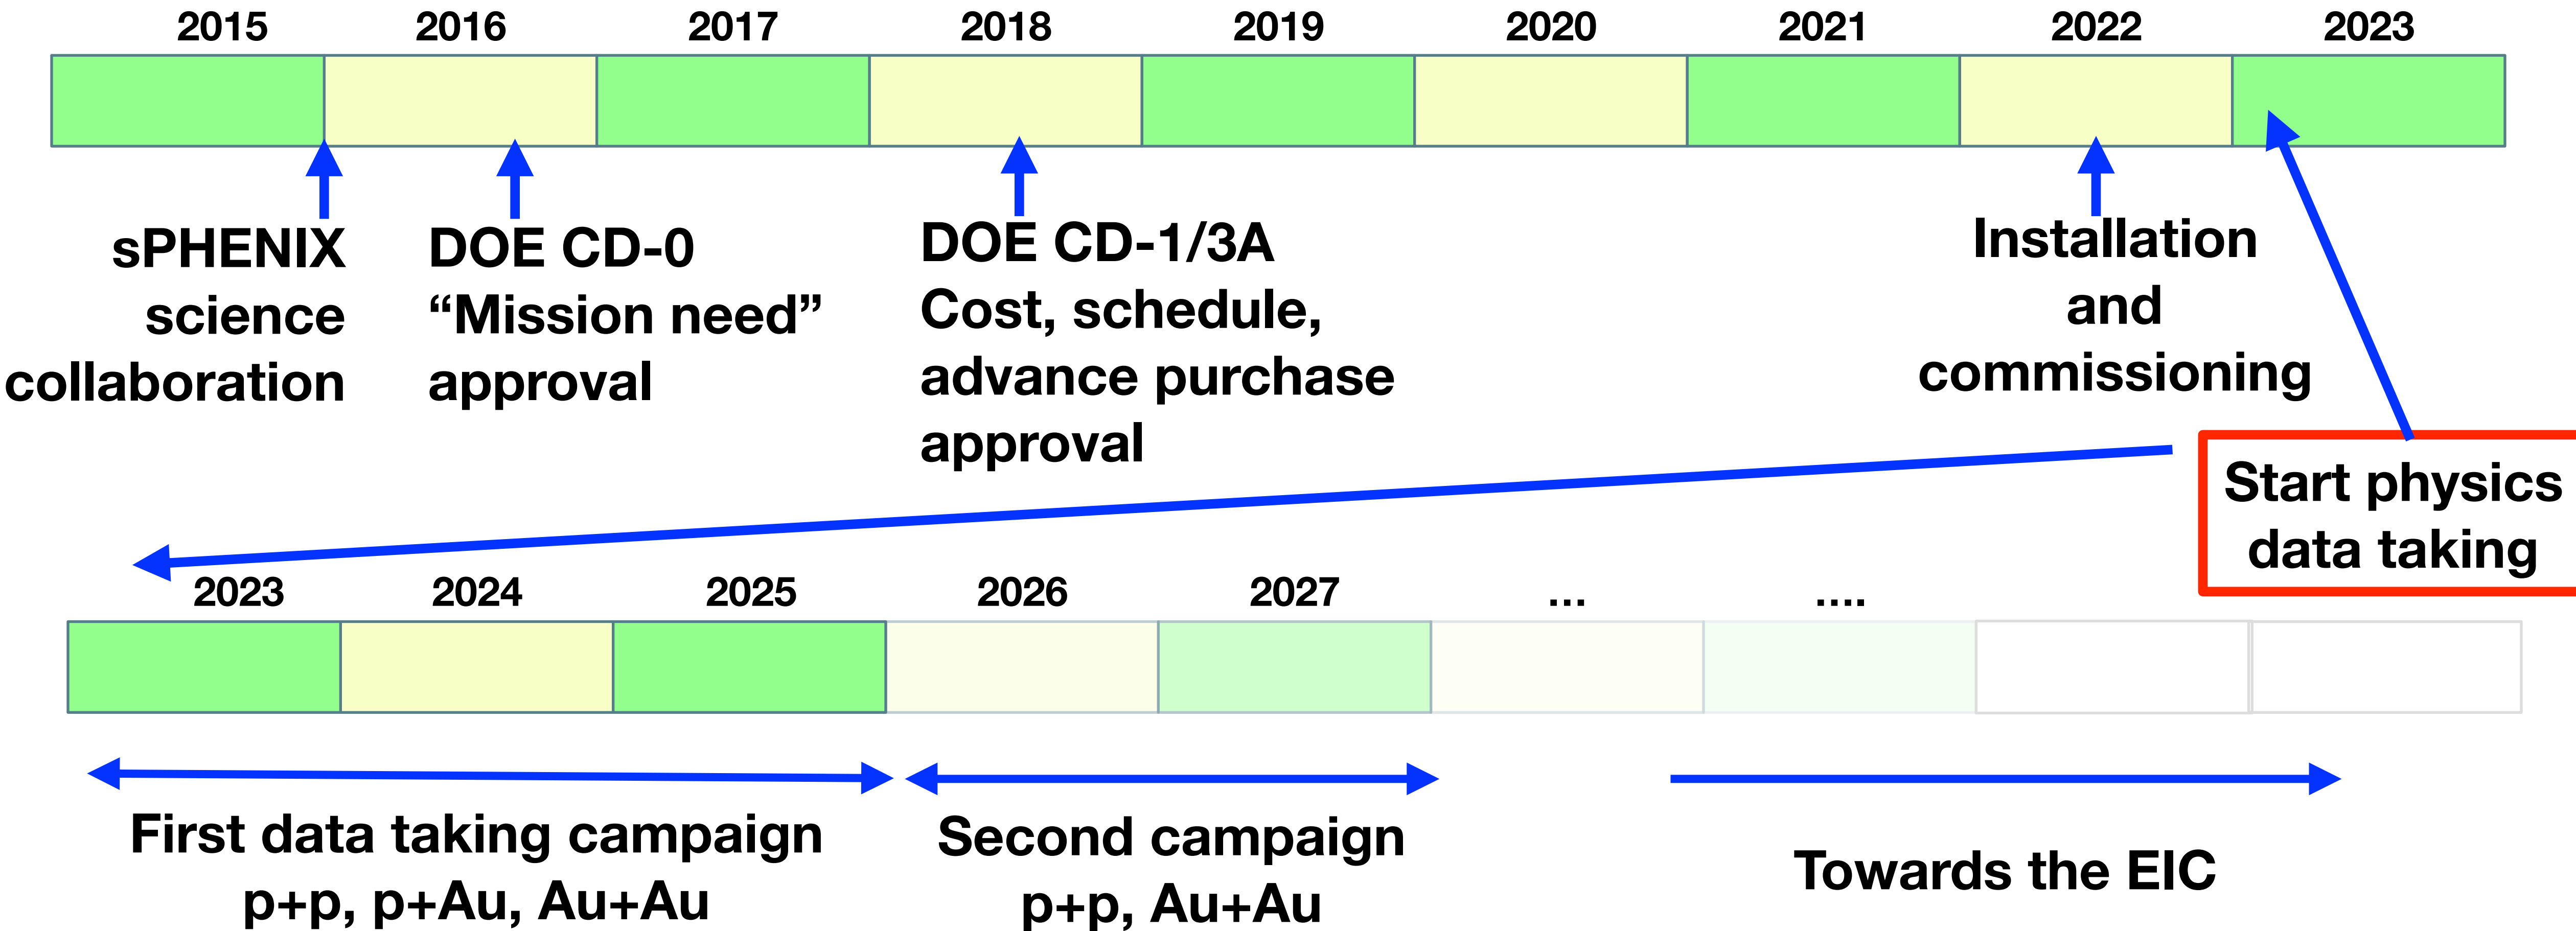 2015 2016 2017 2018 2019 2020 2021 2022 2023
sPHENIX
science
collaboration
DOE CD-0
“Mission need”
approval
DOE CD-1/3A
Cost, schedule,
advance purchase
approval
Installation
and
commissioning
Start physics
data taking
2023 2024 2025 2026 2027 ... ....
First data taking campaign
p+p, p+Au, Au+Au
Second campaign
p+p, Au+Au
Towards the EIC